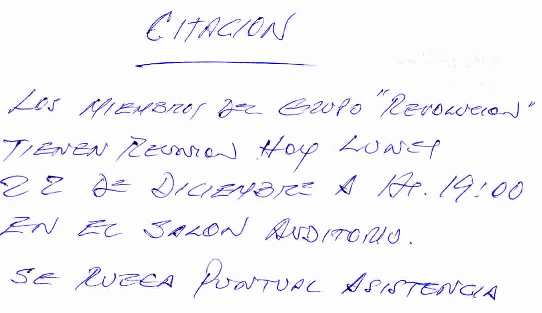 CITACION
LOS MIEMBROS DEL GRUPO "REVOLUCION"
TIENEN REUNION HOY LUNES
22 DE DICIEMBRE A Hr. 19:00
EN EL SALON AUDITORIO.
SE RUEGA PUNTUAL ASISTENCIA